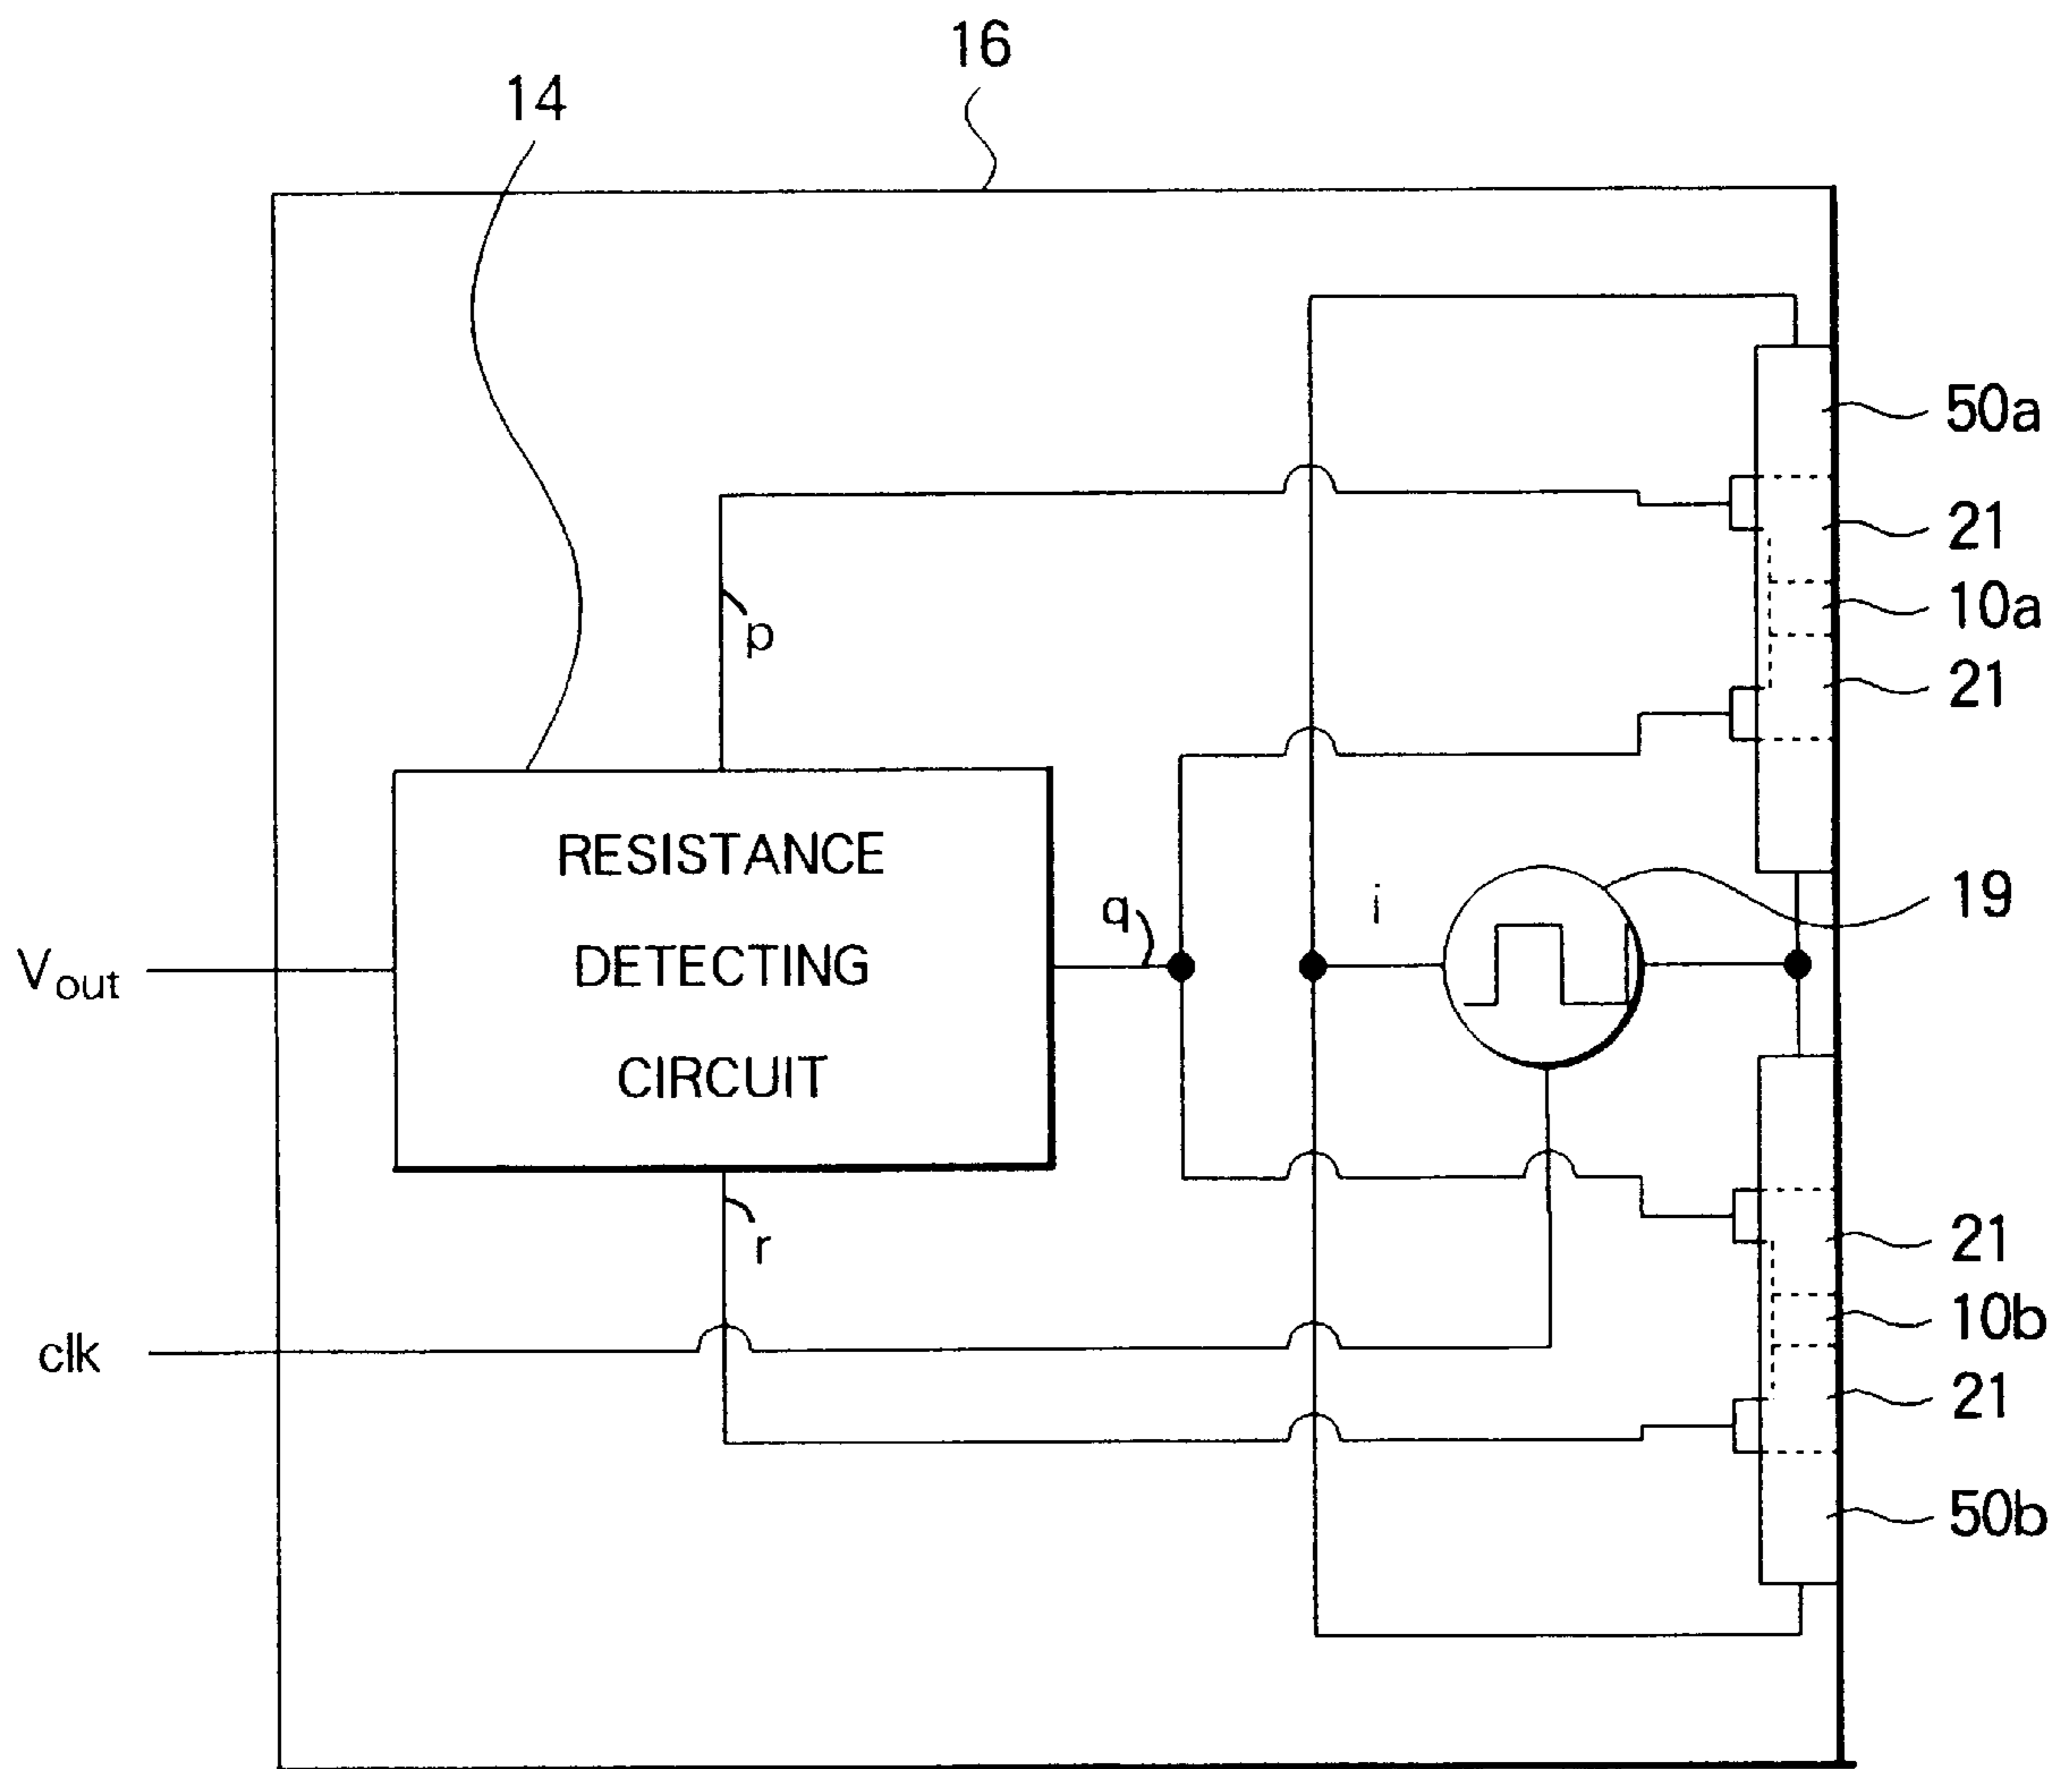 16
14
50a
21
10a
p
21
RESISTANCE
19
q
i
DETECTING
Vout
CIRCUIT
r
21
10b
clk
21
50b